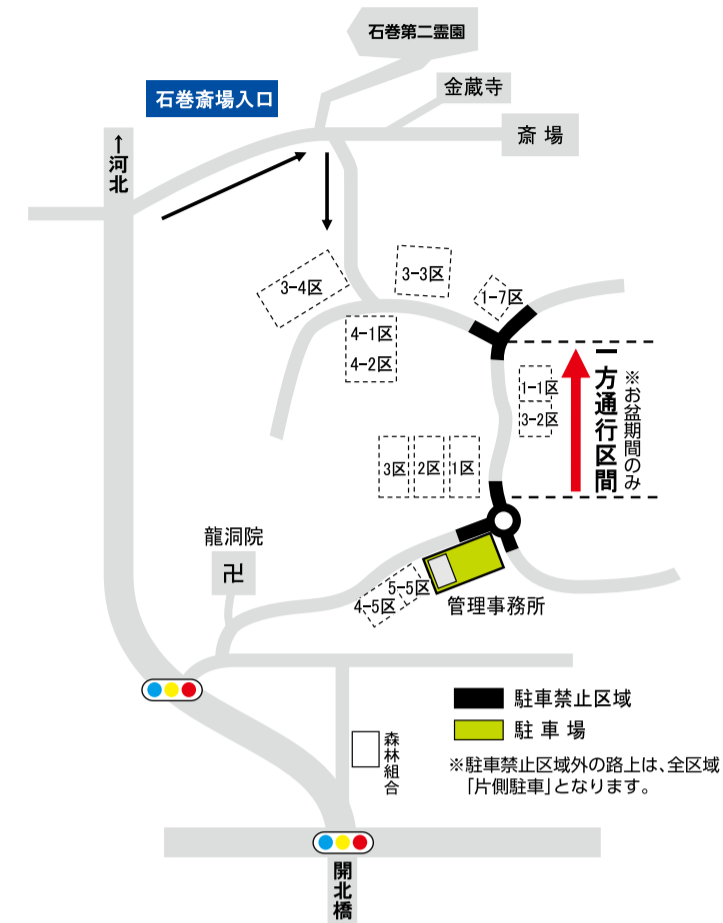 石巻第二霊園
石巻斎場入口
金蔵寺
斎場
↑河北
3-4区
3-3区
1-7区
4-1区
4-2区
1-1区
3-2区
一方通行区間
※お盆期間のみ
3区
2区
1区
龍洞院
卍
5-5区
4-5区
管理事務所
駐車禁止区域
駐車場
森林組合
※駐車禁止区域外の路上は、全区域
「片側駐車」となります。
開北橋